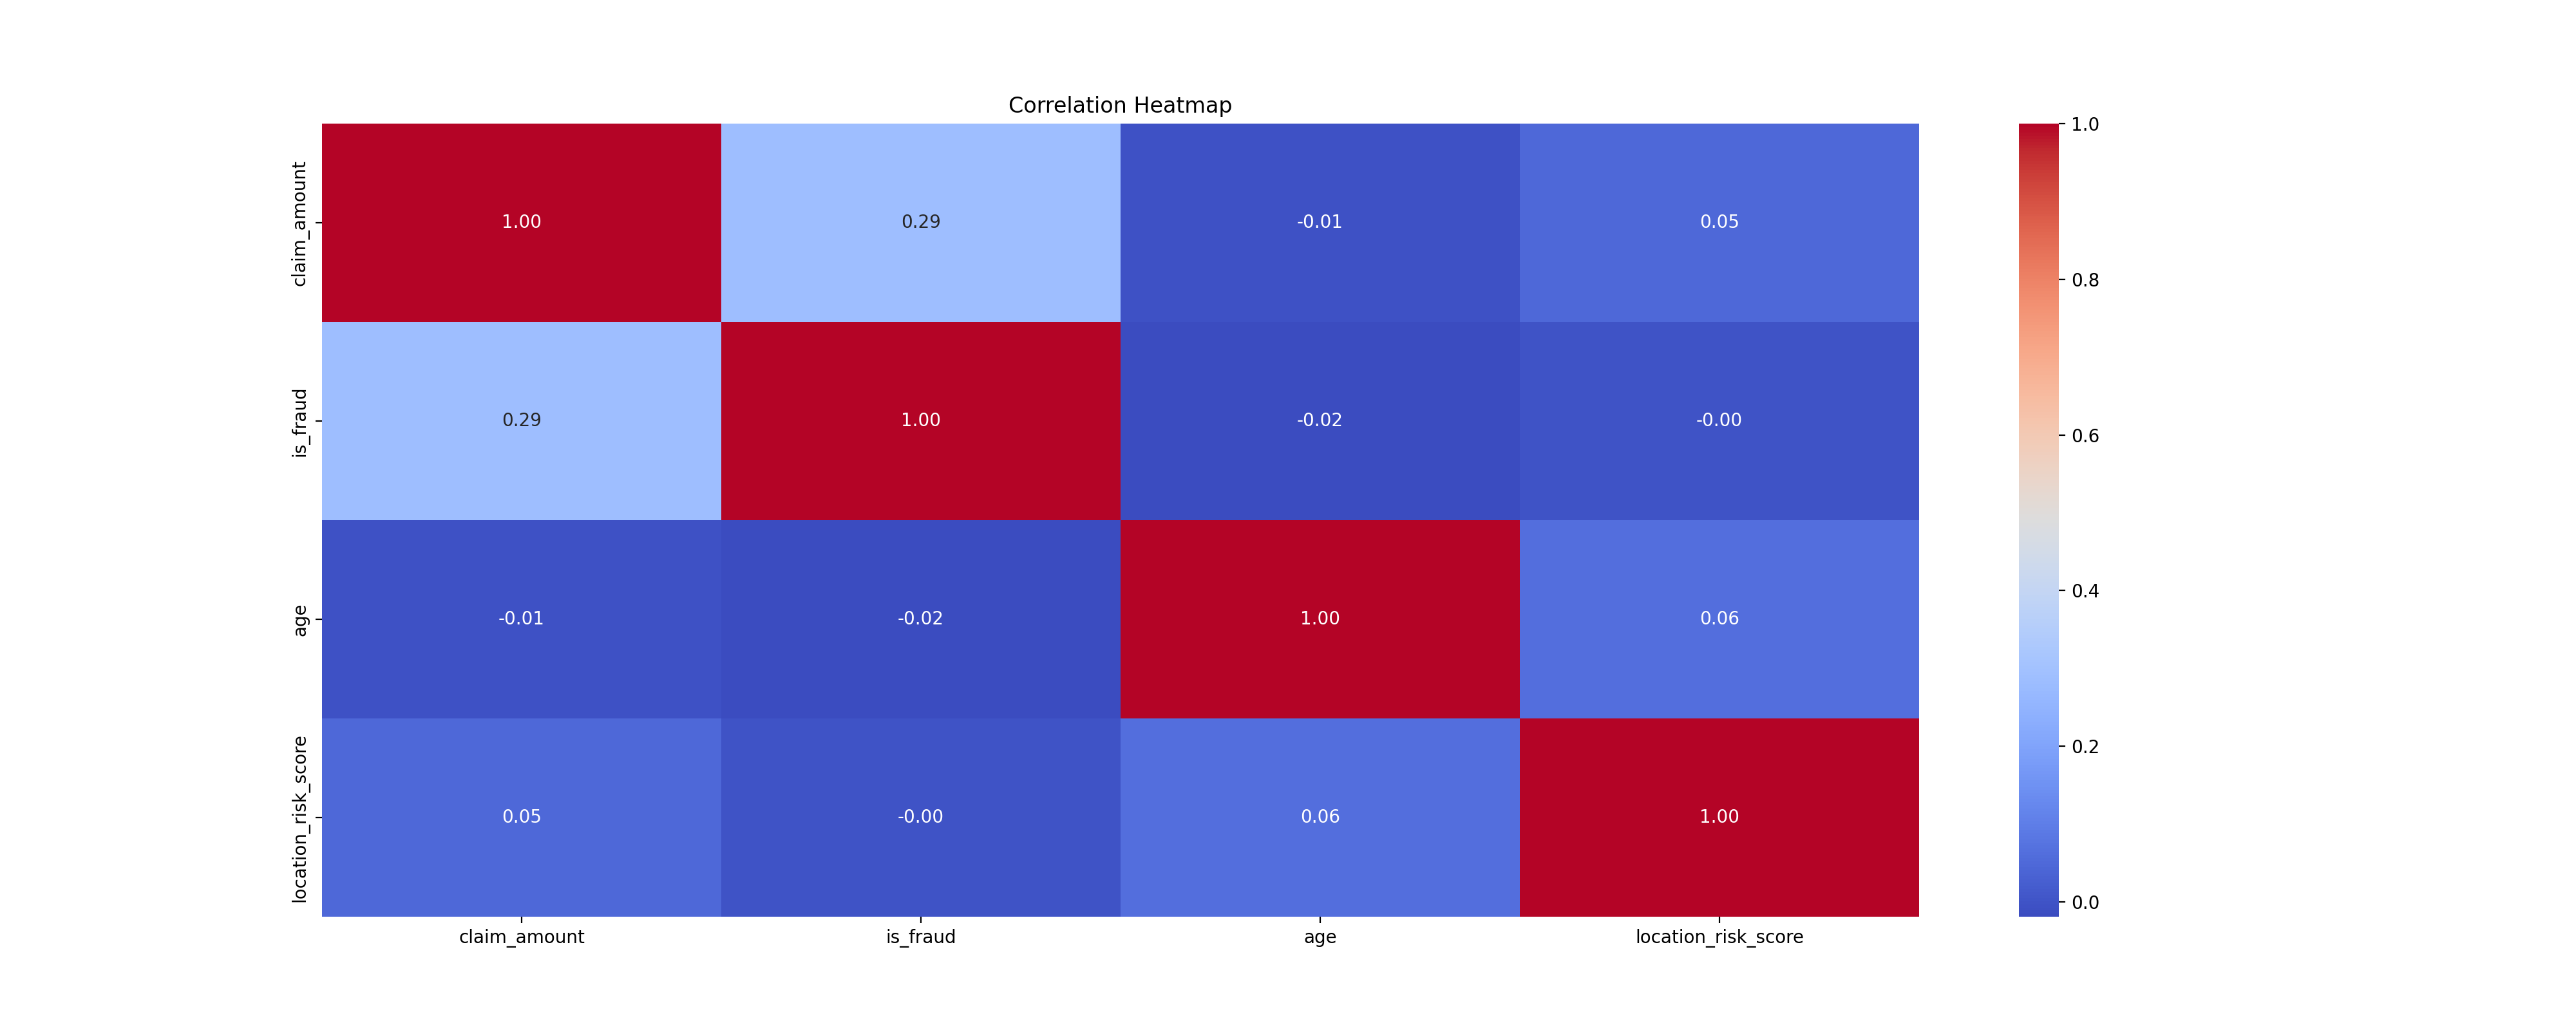 Correlation Heatmap
claim_amount
1.00
0.29
-0.01
0.05
is_fraud
0.29
1.00
-0.02
-0.00
age
-0.01
-0.02
1.00
0.06
location_risk_score
0.05
-0.00
0.06
1.00
claim_amount
is_fraud
age
location_risk_score
1.0
0.8
0.6
0.4
0.2
0.0